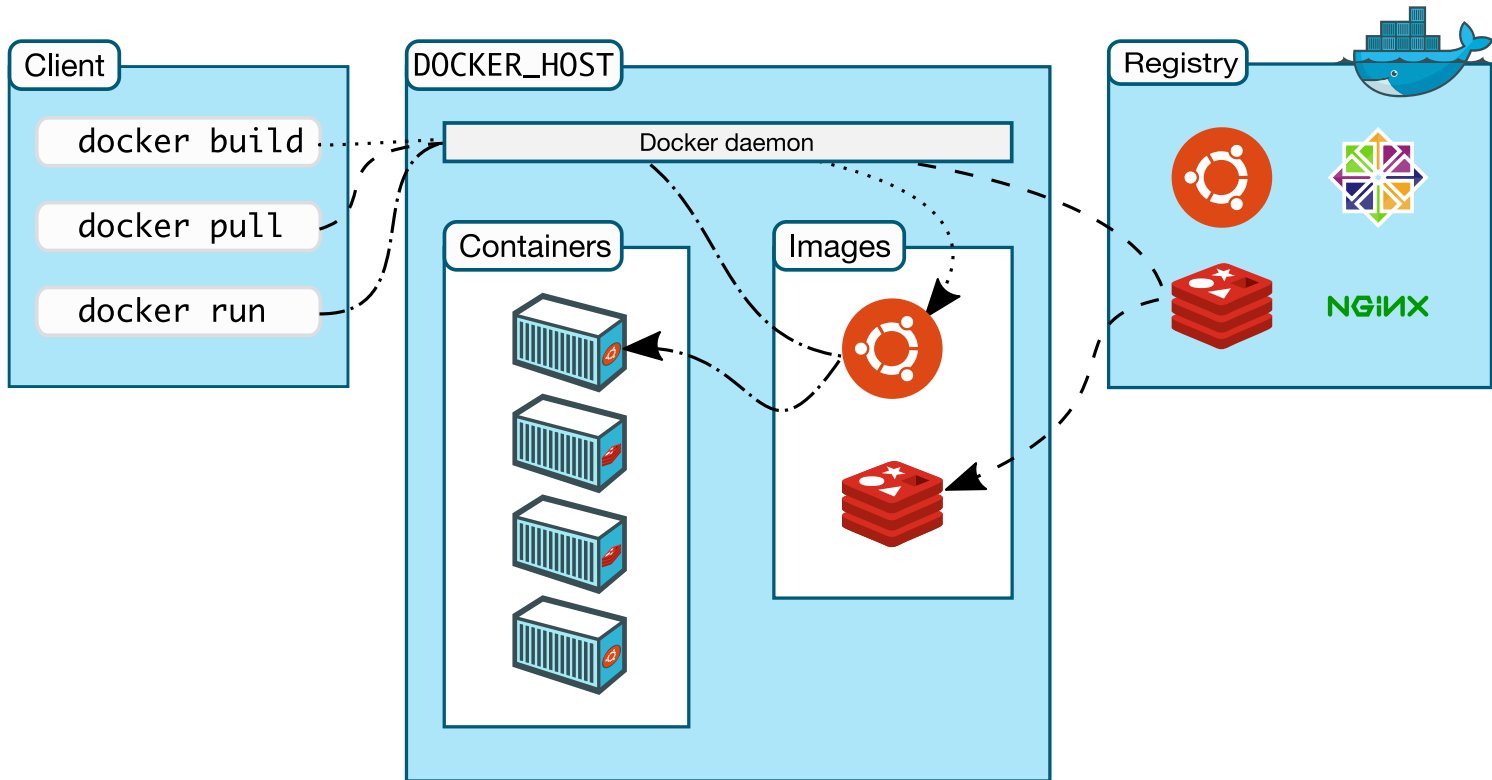 Client
docker build
docker pull
docker run
DOCKER_HOST
Docker daemon
Containers
Images
Registry
NGiNX